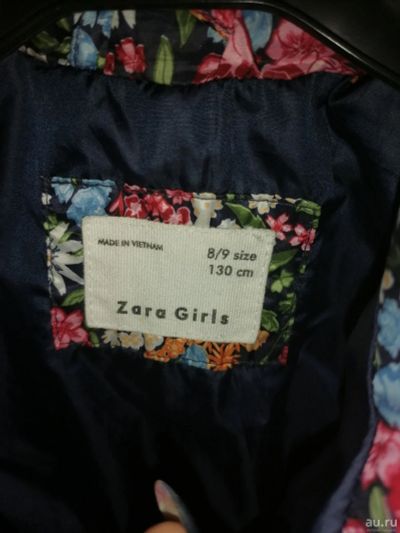 MADE IN VIETNAM
8/9 size
130 cm
Zara Girls
au.ru